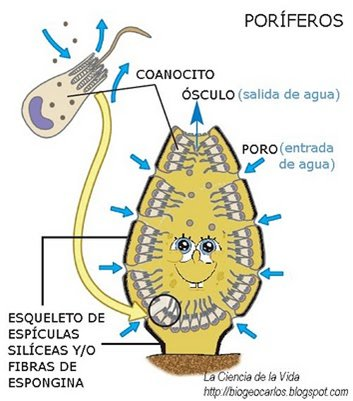 PORÍFEROS
COANOCITO
ÓSCULO (salida de agua)
PORO (entrada
de agua)
ESQUELETO DE
ESPÍCULAS
SILÍCEAS Y/O
FIBRAS DE
ESPONGINA
La Ciencia de la Vida
http://biogeocarlos.blogspot.com